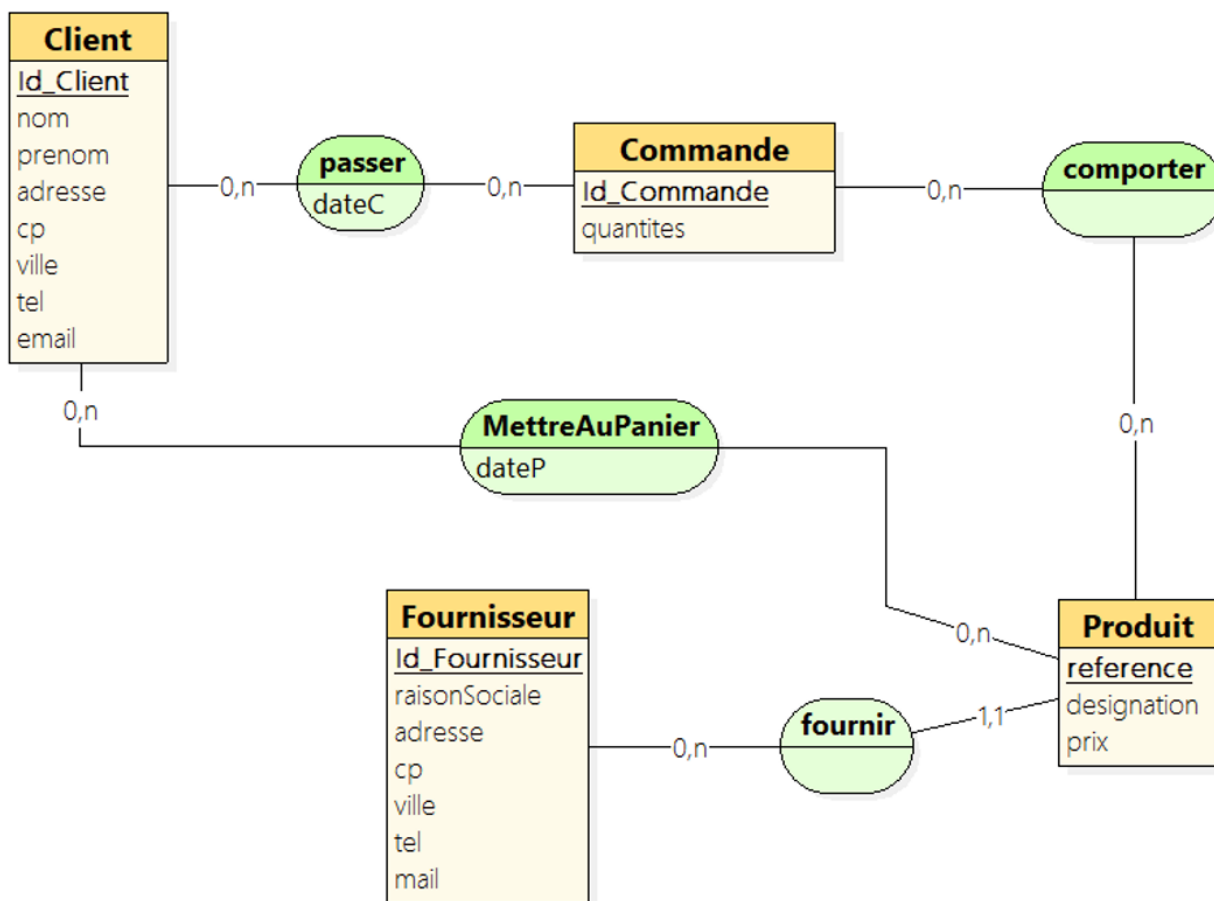 Client
Id_Client
nom
prenom
adresse
cp
ville
tel
email
0,n
passer
dateC
0,n
Commande
Id_Commande
quantites
0,n
comporter
0,n
0,n
MettreAuPanier
dateP
0,n
Fournisseur
Id_Fournisseur
raisonSociale
adresse
cp
ville
tel
mail
0,n
fournir
1,1
Produit
reference
designation
prix